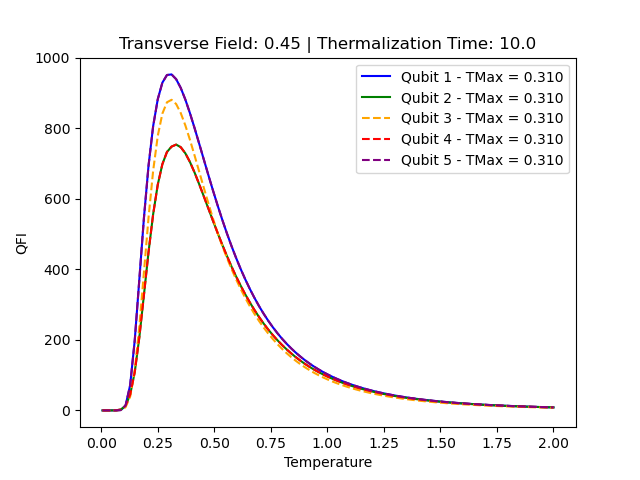 Transverse Field: 0.45 | Thermalization Time: 10.0
Qubit 1 - TMax = 0.310
Qubit 2 - TMax = 0.310
Qubit 3 - TMax = 0.310
Qubit 4 - TMax = 0.310
Qubit 5 - TMax = 0.310
1000
800
600
400
200
0
QFI
0.00 0.25 0.50 0.75 1.00 1.25 1.50 1.75 2.00
Temperature